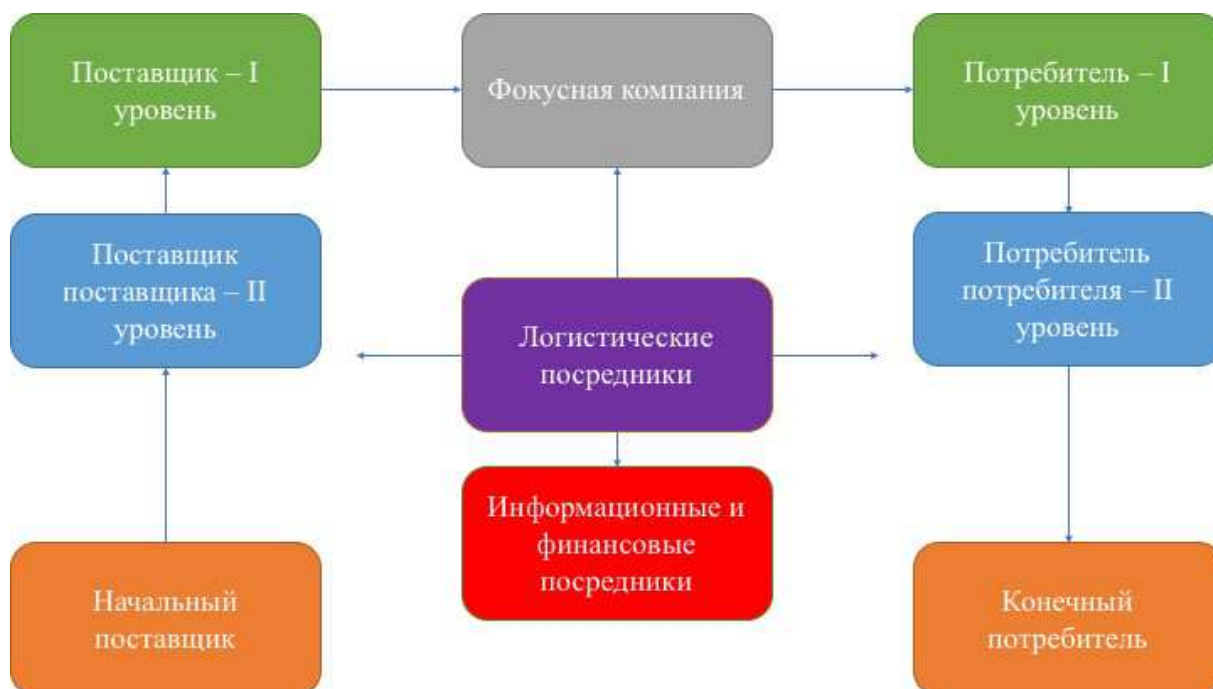 Поставщик – I
уровень
Фокусная компания
Потребитель – I
уровень
Поставщик
поставщика – II
уровень
Логистические
посредники
Потребитель
потребителя – II
уровень
Информационные и
финансовые
посредники
Начальный
поставщик
Конечный
потребитель